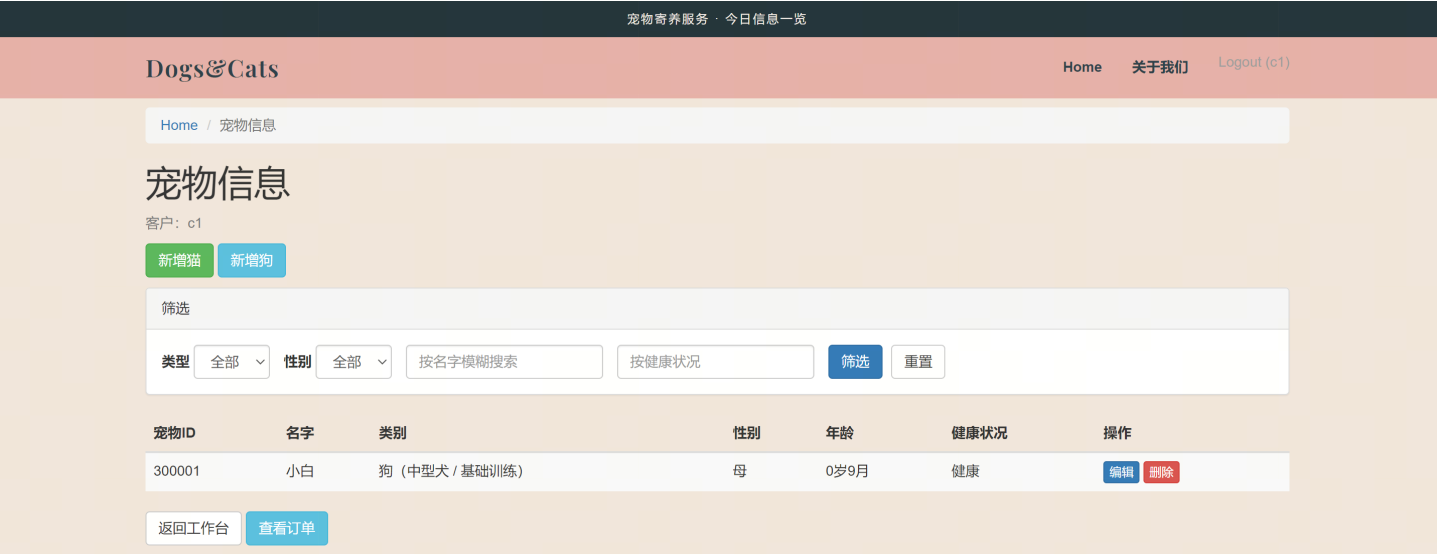 宠物寄养服务 · 今日信息一览
Dogs&Cats Home 关于我们 Logout (c1)
Home / 宠物信息
宠物信息
客户：c1
新增猫 新增狗
筛选
类型 全部 性别 全部 按名字模糊搜索 按健康状况 筛选 重置
宠物ID 名字 类别 性别 年龄 健康状况 操作
300001 小白 狗（中型犬 / 基础训练） 母 0岁9月 健康 编辑 删除
返回工作台 查看订单